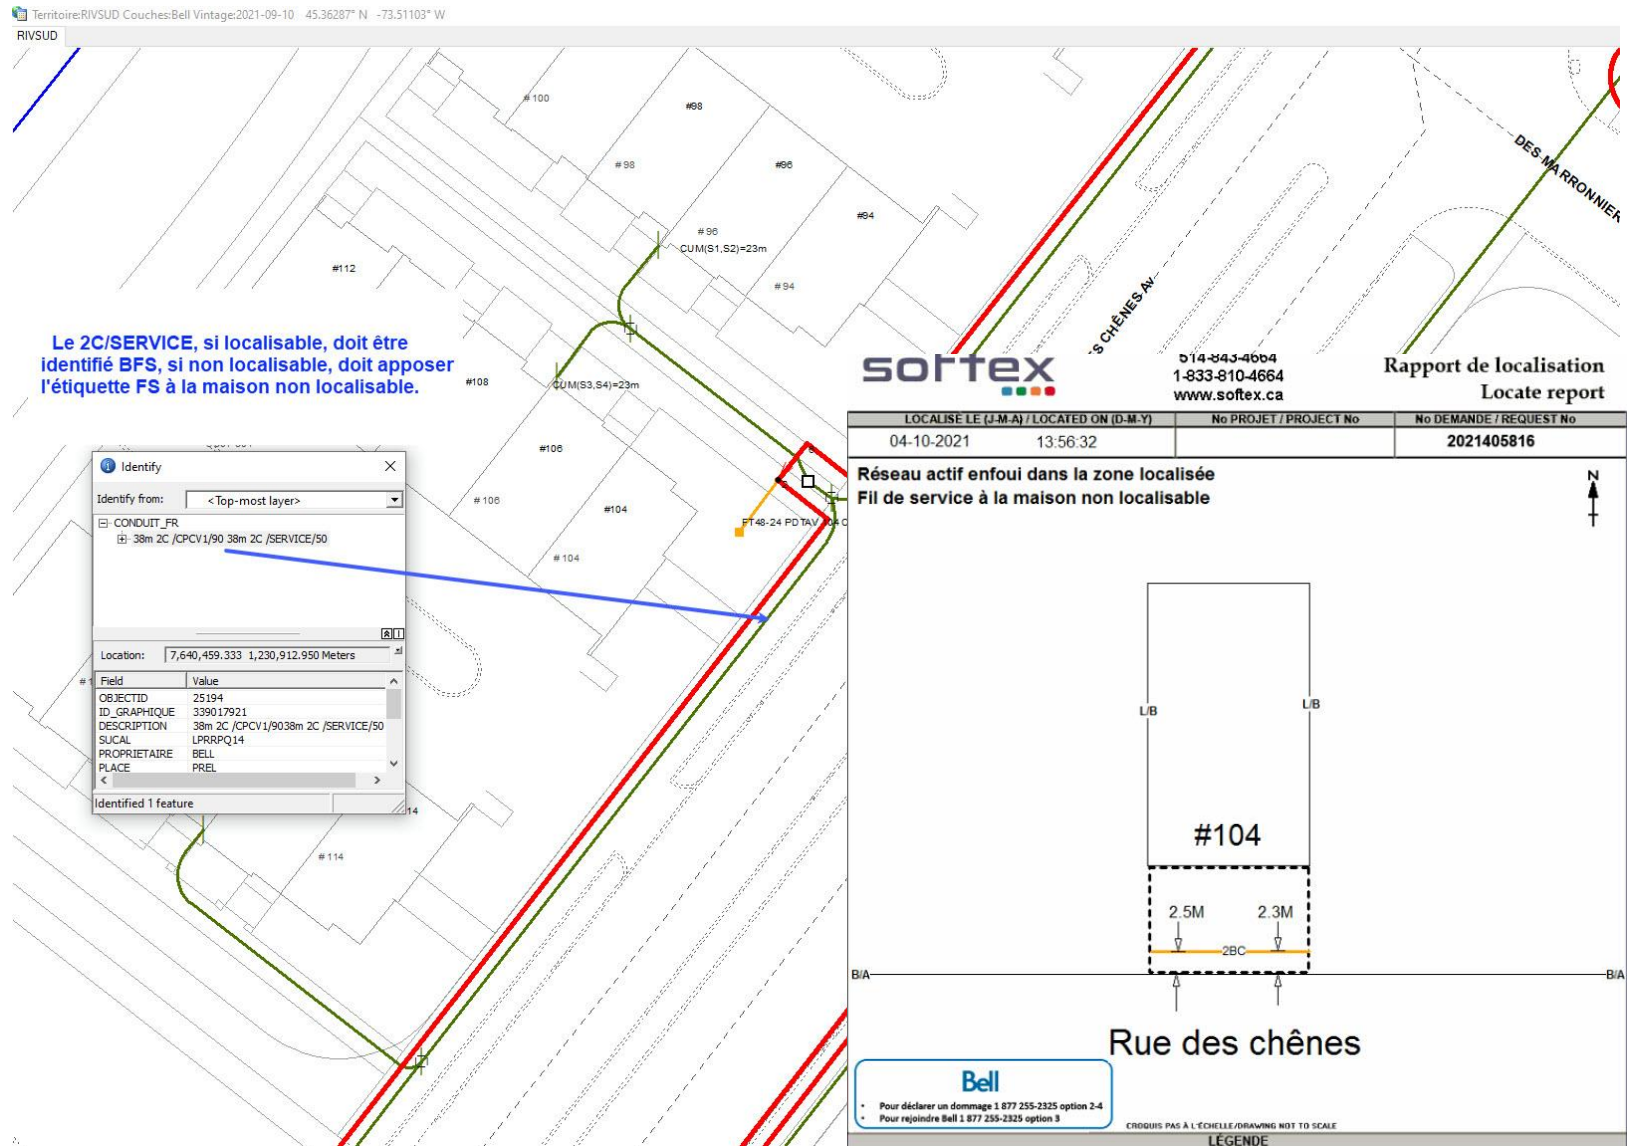 Territoire:RIVSUD Couches:Bell Vintage:2021-09-10 45.36287° N -73.51103° W
RIVSUD
#100
#98
#98
#96
#96
#94
#94
CUM(S1,S2)=23m
#112
DES MARRONNIER
S CHÊNES AV
Le 2C/SERVICE, si localisable, doit être
identifié BFS, si non localisable, doit apposer
l'étiquette FS à la maison non localisable.
#108
CUM(S3,S4)=23m
#106
#106
#104
#104
FT48-24 PDTAV
Identify
Identify from:
<Top-most layer>
CONDUIT_FR
38m 2C /CPCV1/90 38m 2C /SERVICE/50
Location:
7,640,459.333 1,230,912.950 Meters
Field Value
OBJECTID 25194
ID_GRAPHIQUE 339017921
DESCRIPTION 38m 2C /CPCV1/9038m 2C /SERVICE/50
SUCAL LPRRPQ14
PROPRIETAIRE BELL
PLACE PREL
Identified 1 feature
#1
14
#114
softex
514-843-4664
1-833-810-4664
www.softex.ca
Rapport de localisation
Locate report
LOCALISÉ LE (J-M-A) / LOCATED ON (D-M-Y)
No PROJET / PROJECT No
No DEMANDE / REQUEST No
04-10-2021 13:56:32
2021405816
Réseau actif enfoui dans la zone localisée
Fil de service à la maison non localisable
N
L/B
L/B
#104
2.5M
2.3M
2BC
B/A
B/A
Rue des chênes
Bell
• Pour déclarer un dommage 1 877 255-2325 option 2-4
• Pour rejoindre Bell 1 877 255-2325 option 3
CROQUIS PAS À L'ÉCHELLE/DRAWING NOT TO SCALE
LÉGENDE